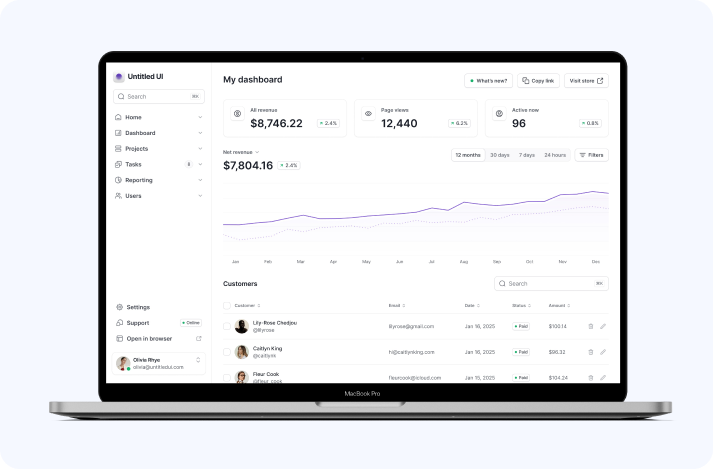 Untitled UI
Search ⌘K
Home
Dashboard
Projects
Tasks 8
Reporting
Users
Settings
Support Online
Open in browser
Olivia Rhye
olivia@untitledui.com
My dashboard
What's new? Copy link Visit store
All revenue
$8,746.22 2.4%
Page views
12,440 6.2%
Active now
96 0.8%
Net revenue
$7,804.16 2.4%
12 months 30 days 7 days 24 hours Filters
Jan Feb Mar Apr May Jun Jul Aug Sep Oct Nov Dec
Customers
Search ⌘K
Customer Email Date Status Amount
Lily-Rose Chedjou
@lilyrose
lilyrose@gmail.com Jan 16, 2025 Paid $100.14
Caitlyn King
@caitlynk
hi@caitlynking.com Jan 16, 2025 Paid $96.32
Fleur Cook
@fleur_cook
fleurcook@icloud.com Jan 15, 2025 Paid $104.24
MacBook Pro